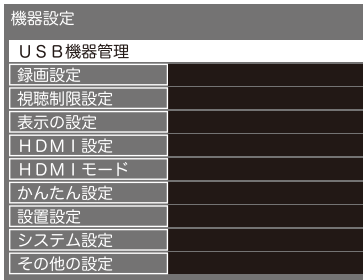 機器設定
ＵＳＢ機器管理
録画設定
視聴制限設定
表示の設定
ＨＤＭＩ設定
ＨＤＭＩモード
かんたん設定
設置設定
システム設定
その他の設定